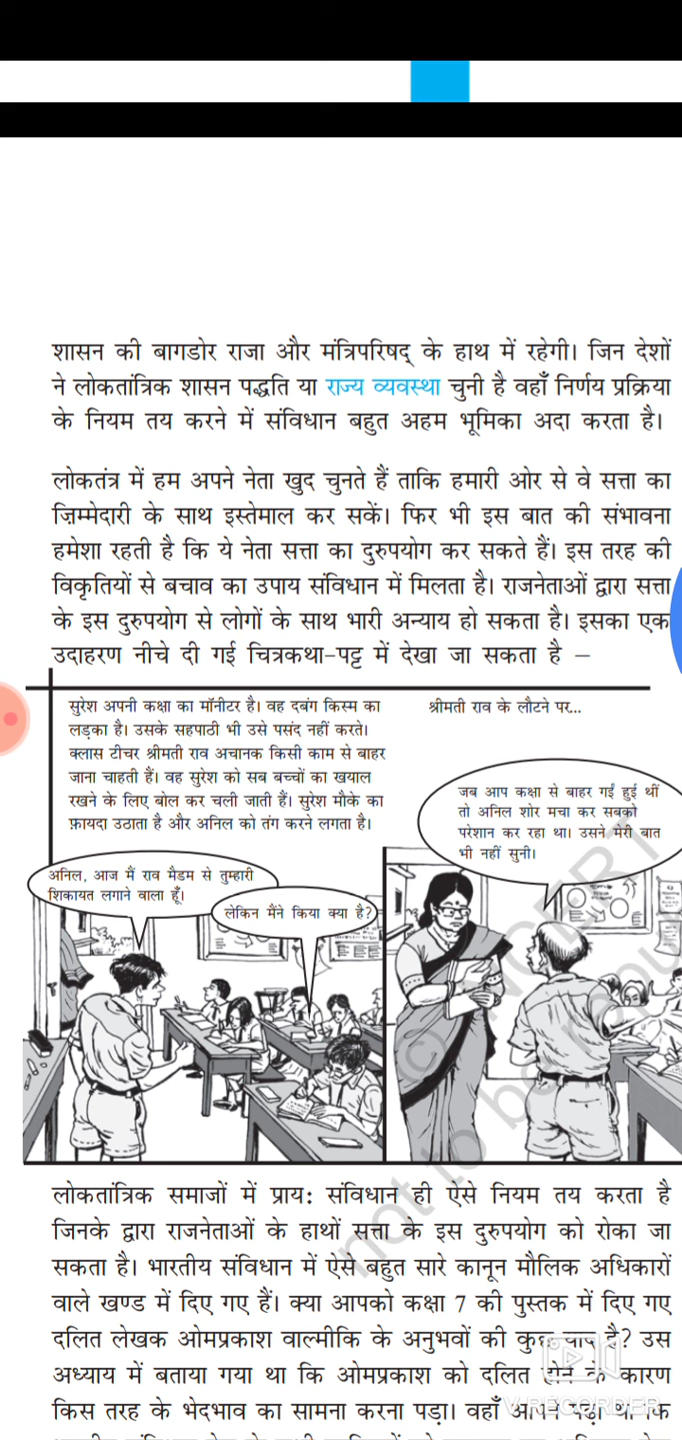 शासन की बागडोर राजा और मंत्रिपरिषद् के हाथ में रहेगी। जिन देशों
ने लोकतांत्रिक शासन पद्धति या राज्य व्यवस्था चुनी है वहाँ निर्णय प्रक्रिया
के नियम तय करने में संविधान बहुत अहम भूमिका अदा करता है।
लोकतंत्र में हम अपने नेता खुद चुनते हैं ताकि हमारी ओर से वे सत्ता का
ज़िम्मेदारी के साथ इस्तेमाल कर सकें। फिर भी इस बात की संभावना
हमेशा रहती है कि ये नेता सत्ता का दुरुपयोग कर सकते हैं। इस तरह की
विकृतियों से बचाव का उपाय संविधान में मिलता है। राजनेताओं द्वारा सत्ता
के इस दुरुपयोग से लोगों के साथ भारी अन्याय हो सकता है। इसका एक
उदाहरण नीचे दी गई चित्रकथा-पट्ट में देखा जा सकता है –
सुरेश अपनी कक्षा का मॉनीटर है। वह दबंग किस्म का
लड़का है। उसके सहपाठी भी उसे पसंद नहीं करते।
क्लास टीचर श्रीमती राव अचानक किसी काम से बाहर
जाना चाहती हैं। वह सुरेश को सब बच्चों का खयाल
रखने के लिए बोल कर चली जाती हैं। सुरेश मौके का
फ़ायदा उठाता है और अनिल को तंग करने लगता है।
अनिल, आज मैं राव मैडम से तुम्हारी
शिकायत लगाने वाला हूँ।
लेकिन मैंने किया क्या है?
श्रीमती राव के लौटने पर...
जब आप कक्षा से बाहर गईं हुई थीं
तो अनिल शोर मचा कर सबको
परेशान कर रहा था। उसने मेरी बात
भी नहीं सुनी।
लोकतांत्रिक समाजों में प्राय: संविधान ही ऐसे नियम तय करता है
जिनके द्वारा राजनेताओं के हाथों सत्ता के इस दुरुपयोग को रोका जा
सकता है। भारतीय संविधान में ऐसे बहुत सारे कानून मौलिक अधिकारों
वाले खण्ड में दिए गए हैं। क्या आपको कक्षा 7 की पुस्तक में दिए गए
दलित लेखक ओमप्रकाश वाल्मीकि के अनुभवों की कुछ याद है? उस
अध्याय में बताया गया था कि ओमप्रकाश को दलित होने के कारण
किस तरह के भेदभाव का सामना करना पड़ा। वहाँ आपने पढ़ा था कि
NCERT
not to be
V RECORDER